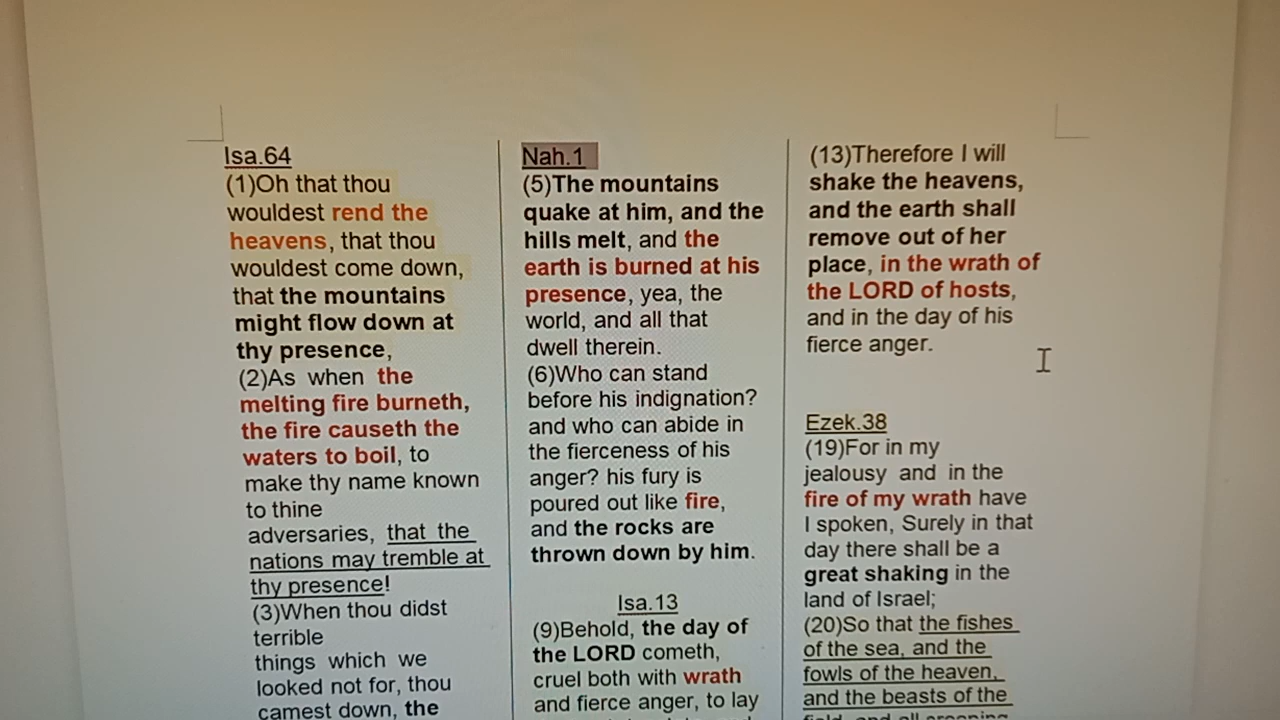 Isa.64
(1)Oh that thou
wouldest rend the
heavens, that thou
wouldest come down,
that the mountains
might flow down at
thy presence,
(2)As when the
melting fire burneth,
the fire causeth the
waters to boil, to
make thy name known
to thine
adversaries, that the
nations may tremble at
thy presence!
(3)When thou didst
terrible
things which we
looked not for, thou
camest down, the
Nah.1
(5)The mountains
quake at him, and the
hills melt, and the
earth is burned at his
presence, yea, the
world, and all that
dwell therein.
(6)Who can stand
before his indignation?
and who can abide in
the fierceness of his
anger? his fury is
poured out like fire,
and the rocks are
thrown down by him.
Isa.13
(9)Behold, the day of
the LORD cometh,
cruel both with wrath
and fierce anger, to lay
(13)Therefore I will
shake the heavens,
and the earth shall
remove out of her
place, in the wrath of
the LORD of hosts,
and in the day of his
fierce anger.
Ezek.38
(19)For in my
jealousy and in the
fire of my wrath have
I spoken, Surely in that
day there shall be a
great shaking in the
land of Israel;
(20)So that the fishes
of the sea, and the
fowls of the heaven,
and the beasts of the
field, and all creeping